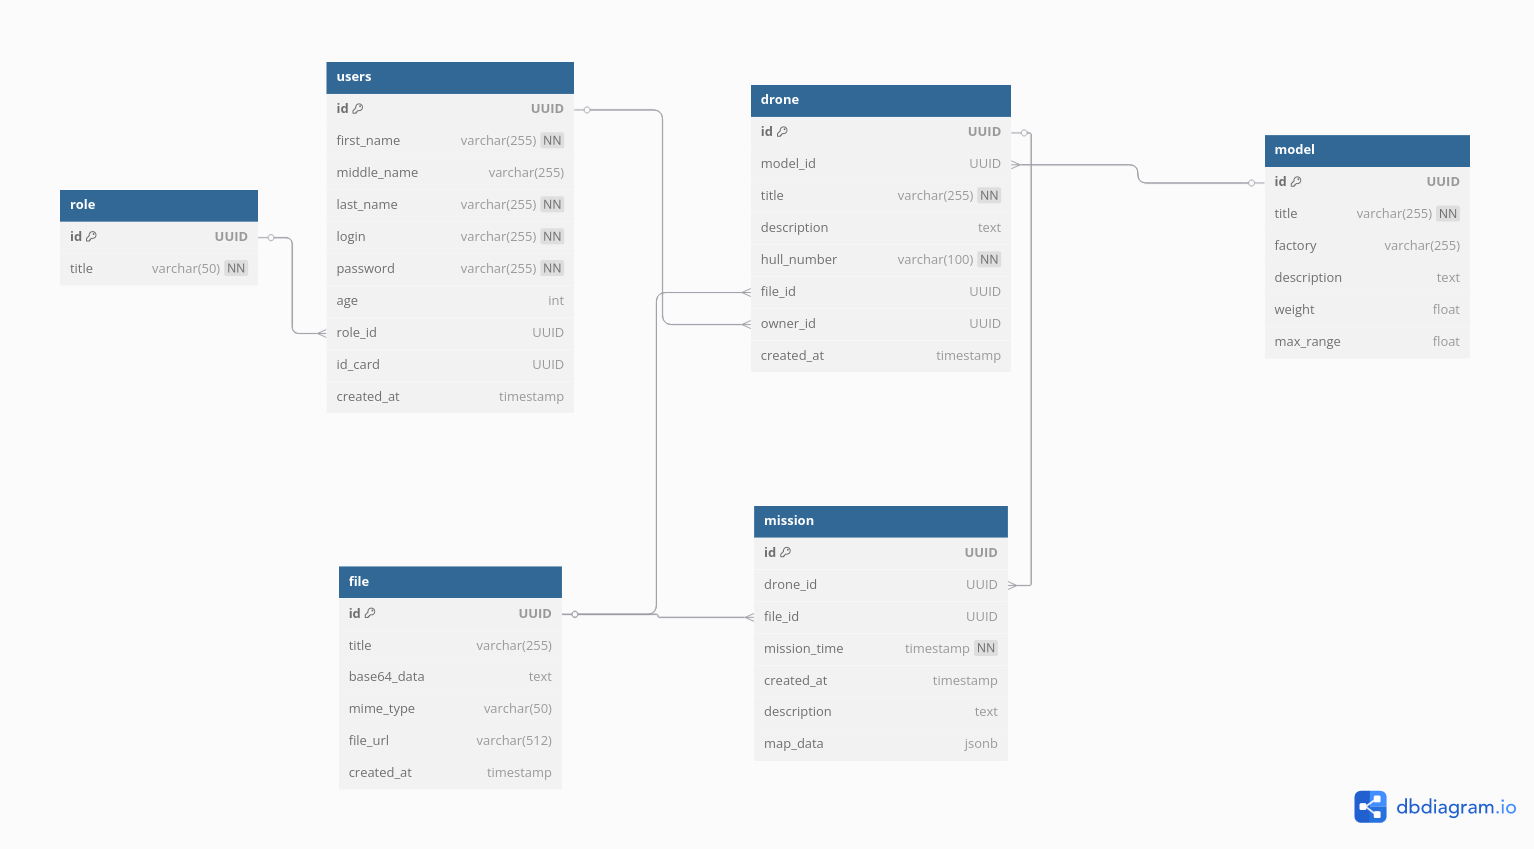 role
id UUID
title varchar(50) NN
users
id UUID
first_name varchar(255) NN
middle_name varchar(255)
last_name varchar(255) NN
login varchar(255) NN
password varchar(255) NN
age int
role_id UUID
id_card UUID
created_at timestamp
drone
id UUID
model_id UUID
title varchar(255) NN
description text
hull_number varchar(100) NN
file_id UUID
owner_id UUID
created_at timestamp
model
id UUID
title varchar(255) NN
factory varchar(255)
description text
weight float
max_range float
file
id UUID
title varchar(255)
base64_data text
mime_type varchar(50)
file_url varchar(512)
created_at timestamp
mission
id UUID
drone_id UUID
file_id UUID
mission_time timestamp NN
created_at timestamp
description text
map_data jsonb
dbdiagram.io